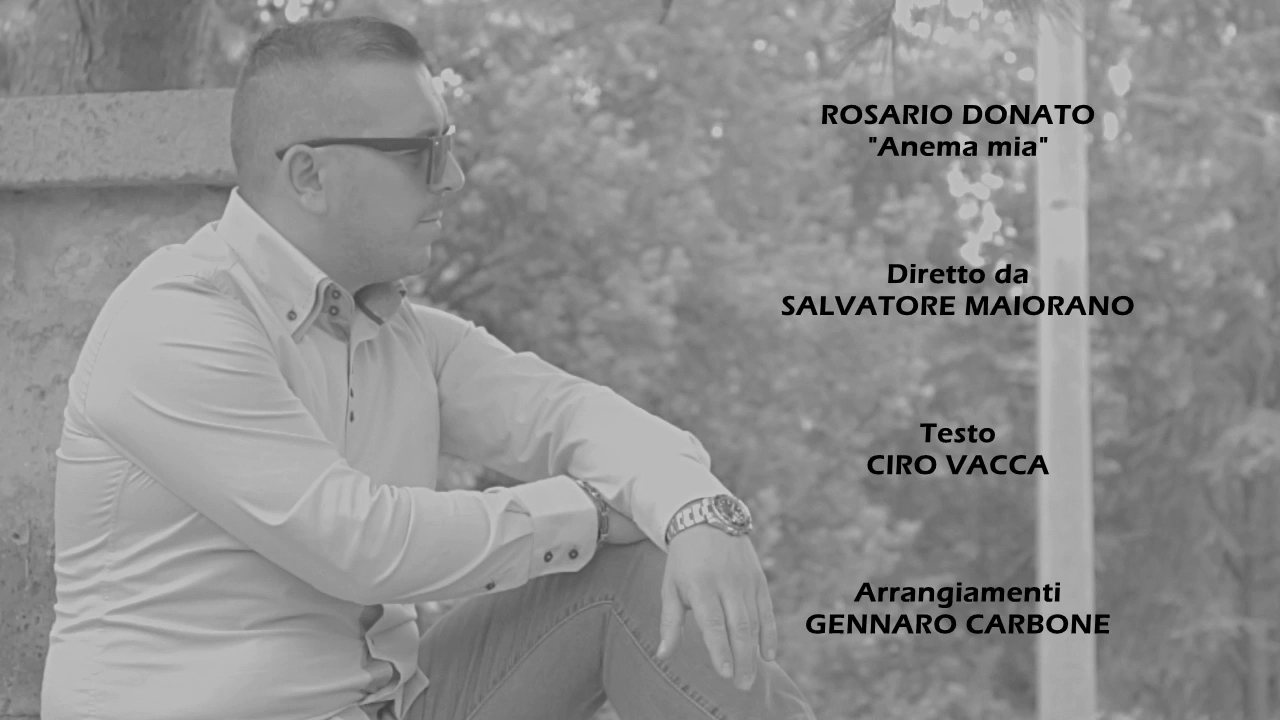 ROSARIO DONATO
"Anema mia"
Diretto da
SALVATORE MAIORANO
Testo
CIRO VACCA
Arrangiamenti
GENNARO CARBONE